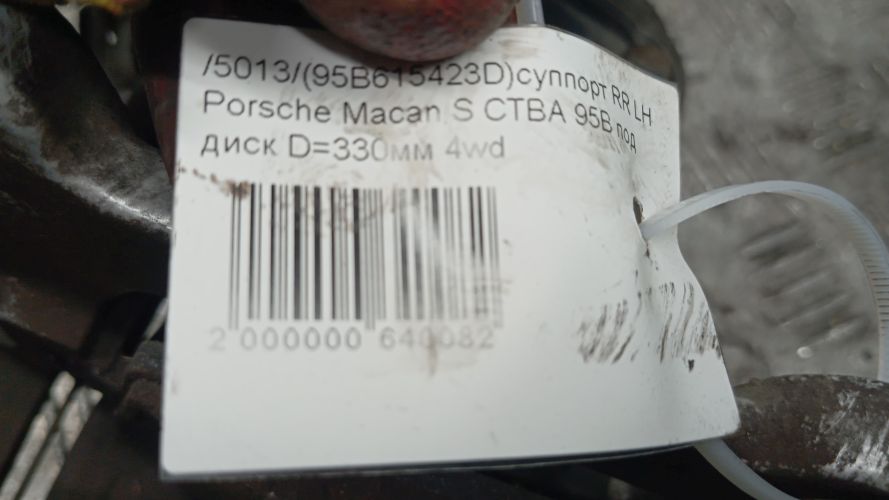 /5013/(95B615423D)суппорт RR LH
Porsche Macan S CTBA 95B под
диск D=330мм 4wd
2 000000 640082